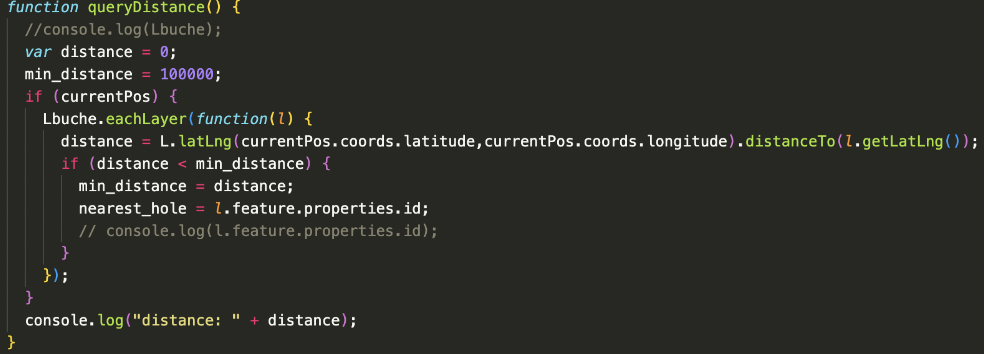 function queryDistance() {
//console.log(Lbuche);
var distance = 0;
min_distance = 100000;
if (currentPos) {
Lbuche.eachLayer(function(l) {
distance = L.latLng(currentPos.coords.latitude,currentPos.coords.longitude).distanceTo(l.getLatLng());
if (distance < min_distance) {
min_distance = distance;
nearest_hole = l.feature.properties.id;
// console.log(l.feature.properties.id);
}
});
}
console.log("distance: " + distance);
}